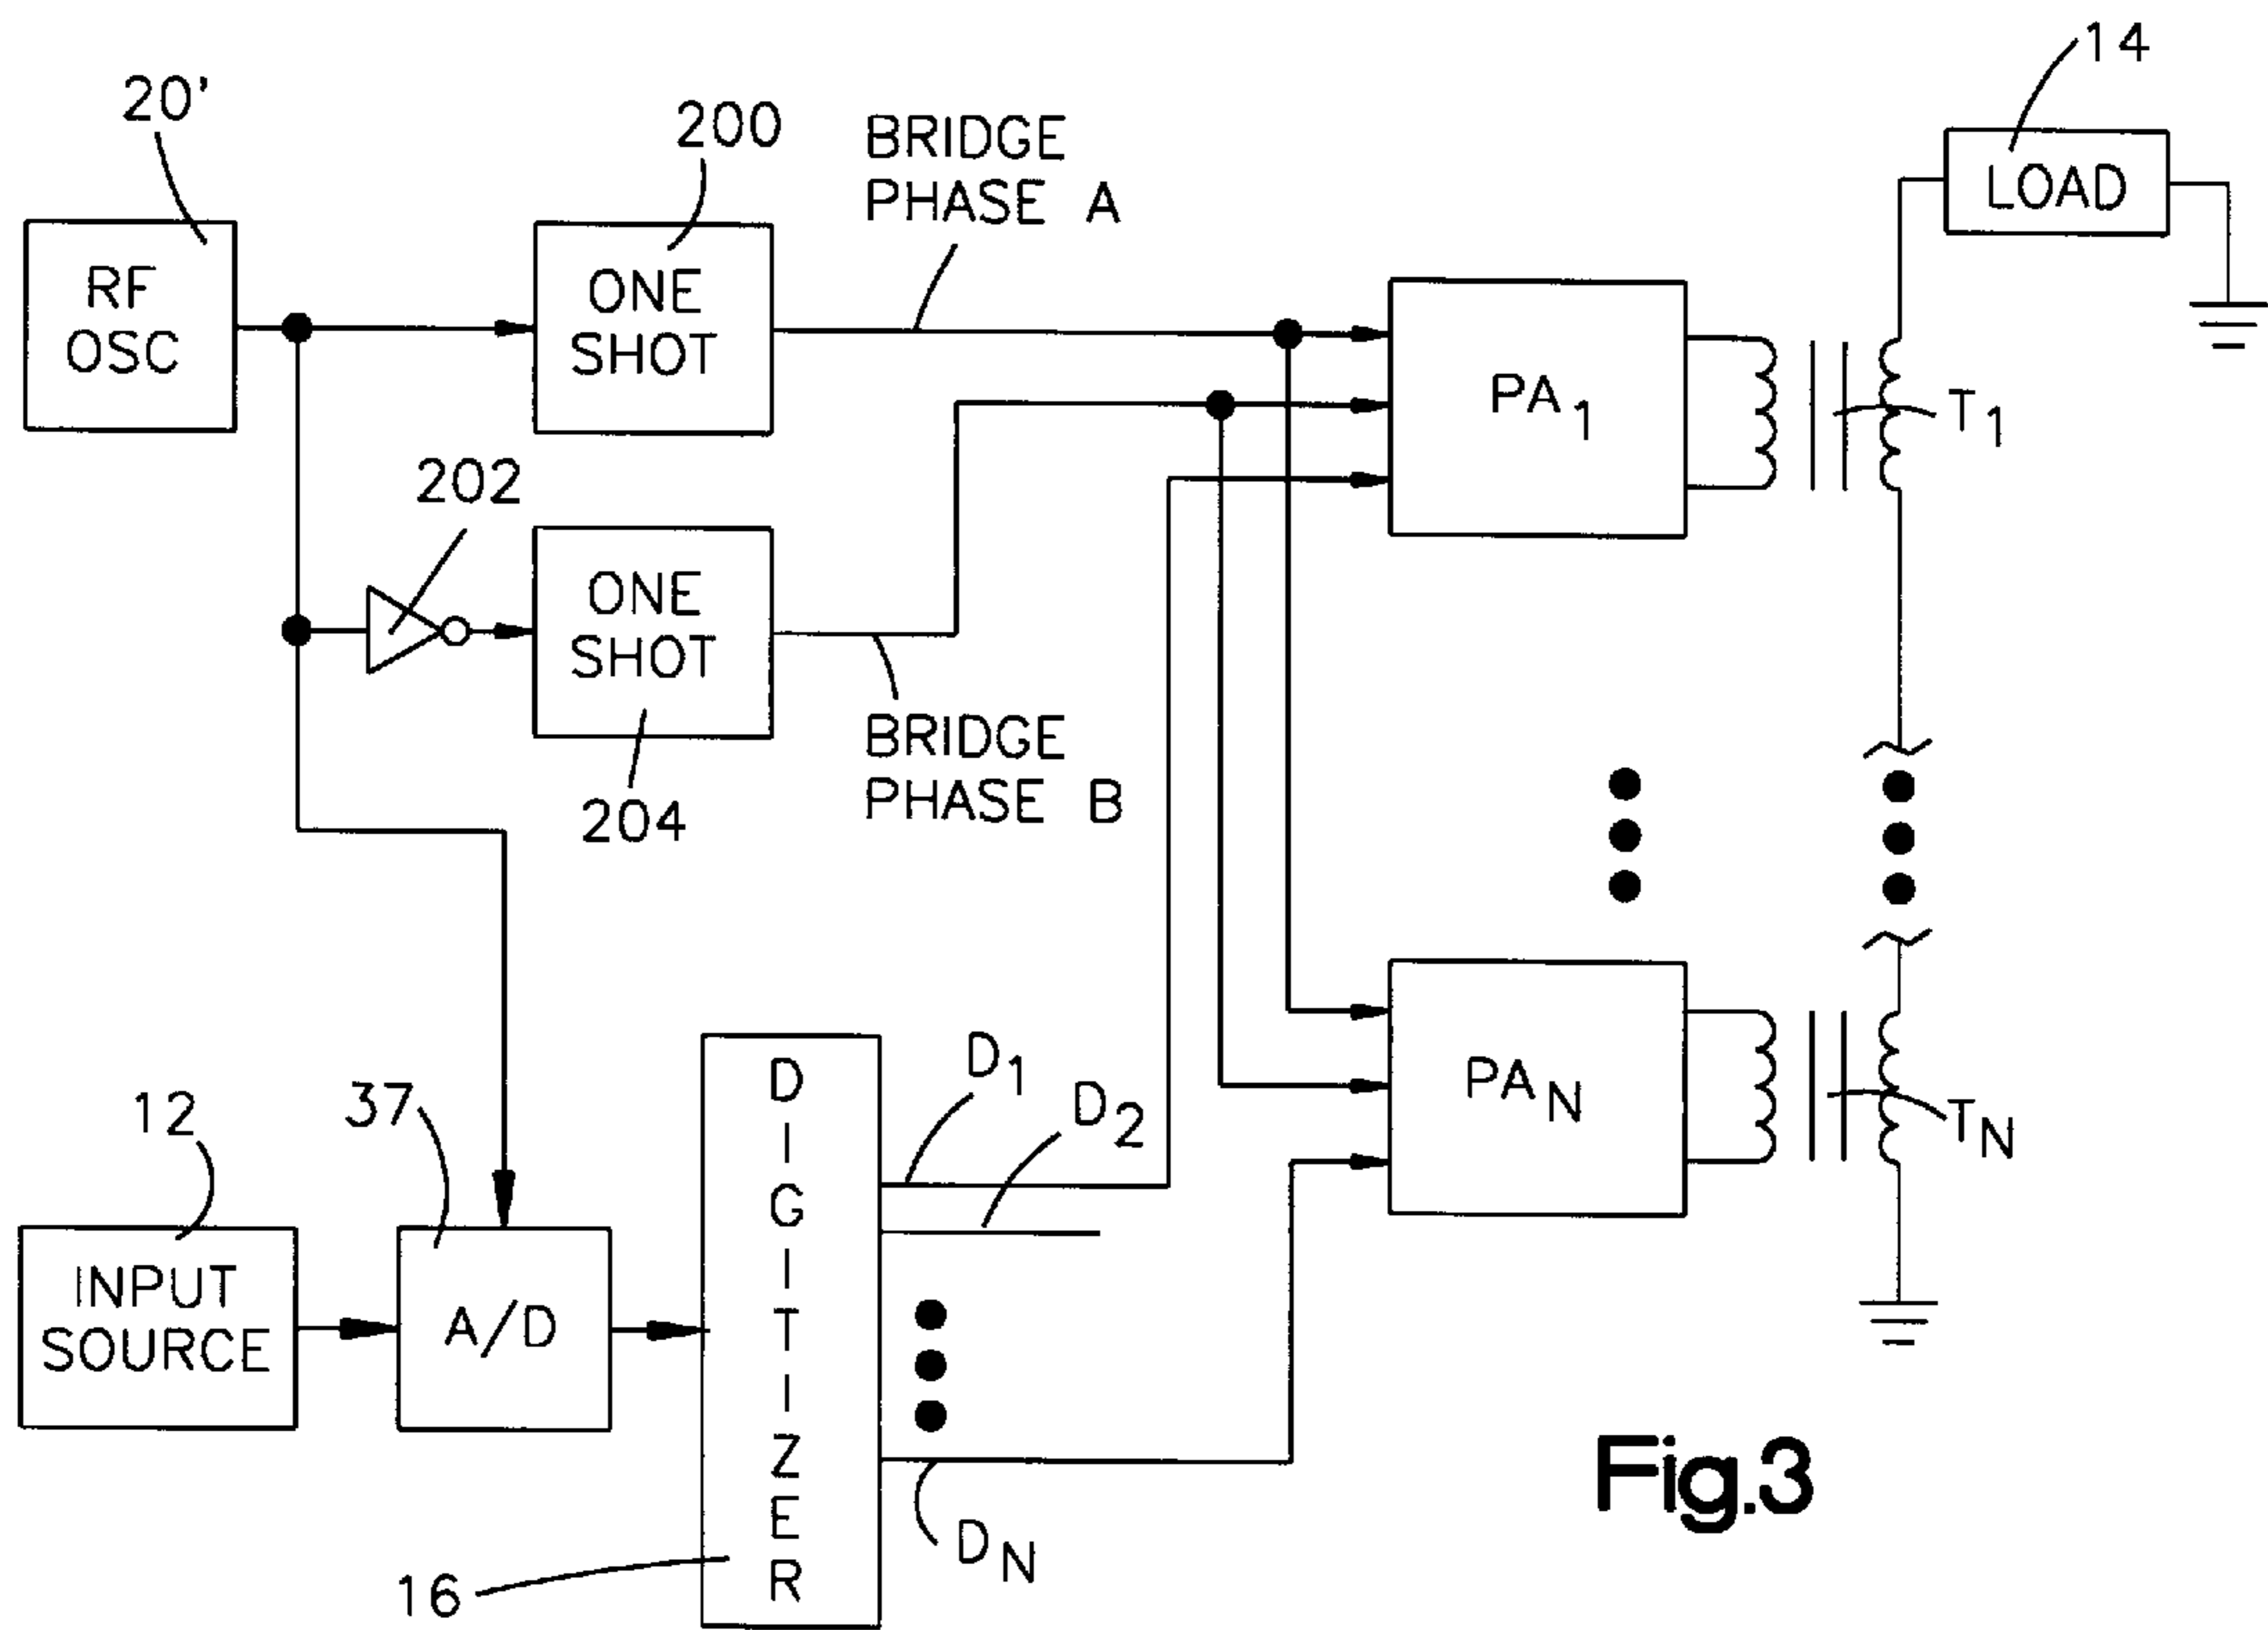 14
20'
200
BRIDGE
PHASE A
LOAD
RF
OSC
ONE
SHOT
PA1
T1
202
ONE
SHOT
BRIDGE
PHASE B
204
D1
D2
PAN
TN
12
37
DIGITIZER
INPUT
SOURCE
A/D
DN
16
Fig.3